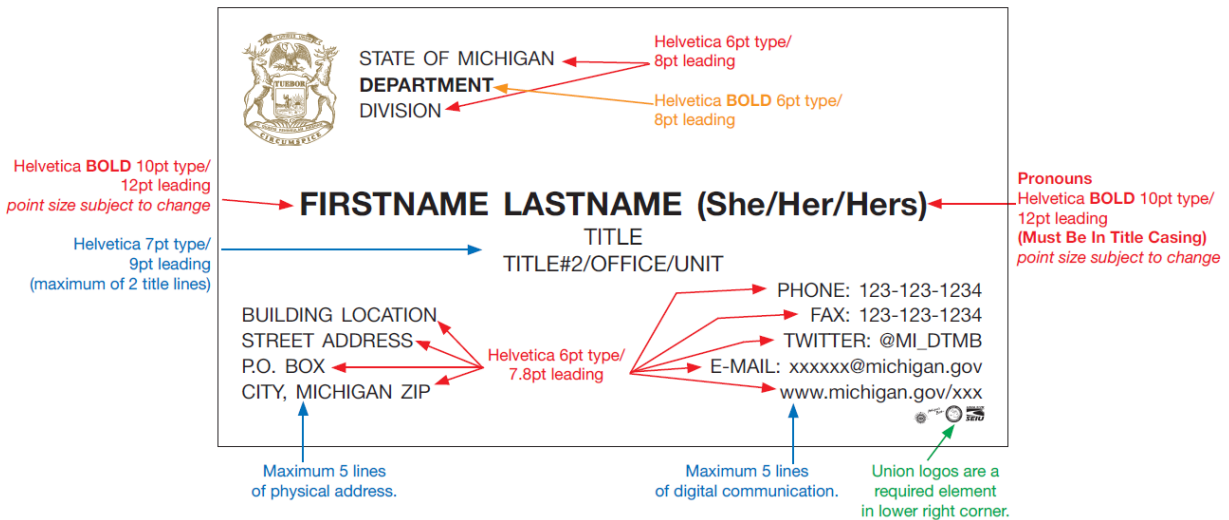 STATE OF MICHIGAN
DEPARTMENT
DIVISION
TUEBOR
CIRCUMSPICE
Helvetica 6pt type/
8pt leading
Helvetica BOLD 6pt type/
8pt leading
Helvetica BOLD 10pt type/
12pt leading
point size subject to change
FIRSTNAME LASTNAME (She/Her/Hers)
Pronouns
Helvetica BOLD 10pt type/
12pt leading
(Must Be In Title Casing)
point size subject to change
Helvetica 7pt type/
9pt leading
(maximum of 2 title lines)
TITLE
TITLE#2/OFFICE/UNIT
BUILDING LOCATION
STREET ADDRESS
P.O. BOX
CITY, MICHIGAN ZIP
Helvetica 6pt type/
7.8pt leading
PHONE: 123-123-1234
FAX: 123-123-1234
TWITTER: @MI_DTMB
E-MAIL: xxxxxx@michigan.gov
www.michigan.gov/xxx
SEIU
Maximum 5 lines
of physical address.
Maximum 5 lines
of digital communication.
Union logos are a
required element
in lower right corner.